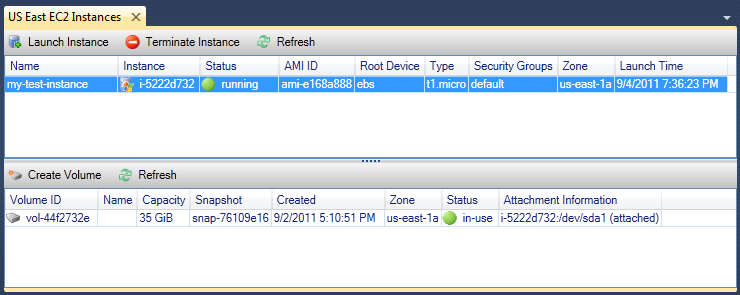 US East EC2 Instances
Launch Instance Terminate Instance Refresh
Name Instance Status AMI ID Root Device Type Security Groups Zone Launch Time
my-test-instance i-5222d732 running ami-e168a888 ebs t1.micro default us-east-1a 9/4/2011 7:36:23 PM
Create Volume Refresh
Volume ID Name Capacity Snapshot Created Zone Status Attachment Information
vol-44f2732e 35 GiB snap-76109e16 9/2/2011 5:10:51 PM us-east-1a in-use i-5222d732:/dev/sda1 (attached)